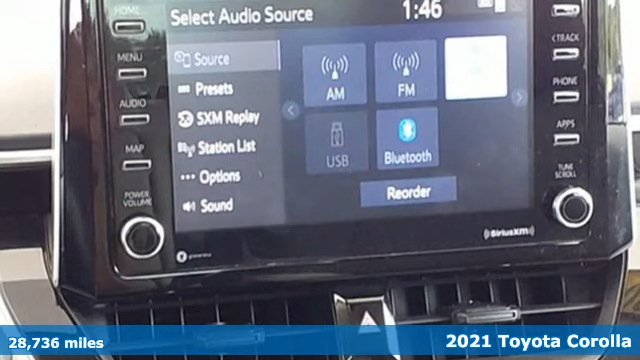 HOME
Select Audio Source
1:46
MENU
Source
Presets
SXM Replay
AUDIO
Station List
MAP
Options
POWER
VOLUME
Sound
AM
FM
USB
Bluetooth
Reorder
TRACK
PHONE
APPS
TUNE
SCROLL
((SiriusXM))
28,736 miles
2021 Toyota Corolla